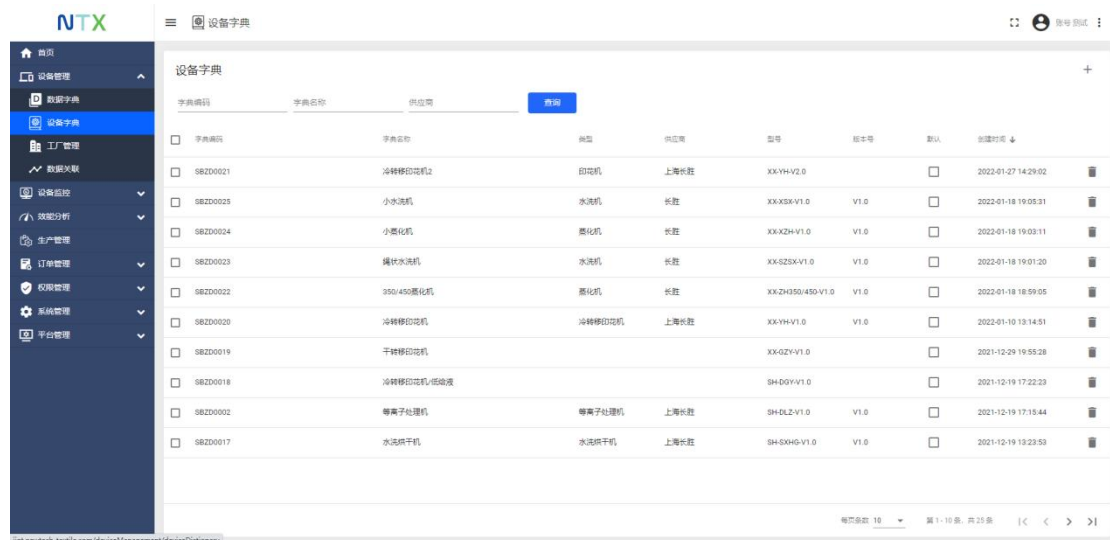 NTX
设备字典
账号 测试
首页
设备管理
数据字典
设备字典
工厂管理
数据关联
设备监控
效能分析
生产管理
订单管理
权限管理
系统管理
平台管理
设备字典
字典编码 字典名称 供应商 查询
字典编码 字典名称 类型 供应商 型号 版本号 默认 创建时间
SBZD0021 冷转移印花机2 印花机 上海长胜 XX-YH-V2.0 2022-01-27 14:29:02
SBZD0025 小水洗机 水洗机 长胜 XX-XSX-V1.0 V1.0 2022-01-18 19:05:31
SBZD0024 小蒸化机 蒸化机 长胜 XX-XZH-V1.0 V1.0 2022-01-18 19:03:11
SBZD0023 绳状水洗机 水洗机 长胜 XX-SZSX-V1.0 V1.0 2022-01-18 19:01:20
SBZD0022 350/450蒸化机 蒸化机 长胜 XX-ZH350/450-V1.0 V1.0 2022-01-18 18:59:05
SBZD0020 冷转移印花机 冷转移印花机 上海长胜 XX-YH-V1.0 V1.0 2022-01-10 13:14:51
SBZD0019 干转移印花机 XX-GZY-V1.0 2021-12-29 19:55:28
SBZD0018 冷转移印花机/低给液 SH-DGY-V1.0 2021-12-19 17:22:23
SBZD0002 等离子处理机 等离子处理机 上海长胜 SH-DLZ-V1.0 V1.0 2021-12-19 17:15:44
SBZD0017 水洗烘干机 水洗烘干机 上海长胜 SH-SXHG-V1.0 V1.0 2021-12-19 13:23:53
每页条数 10 第 1 - 10 条, 共 25 条